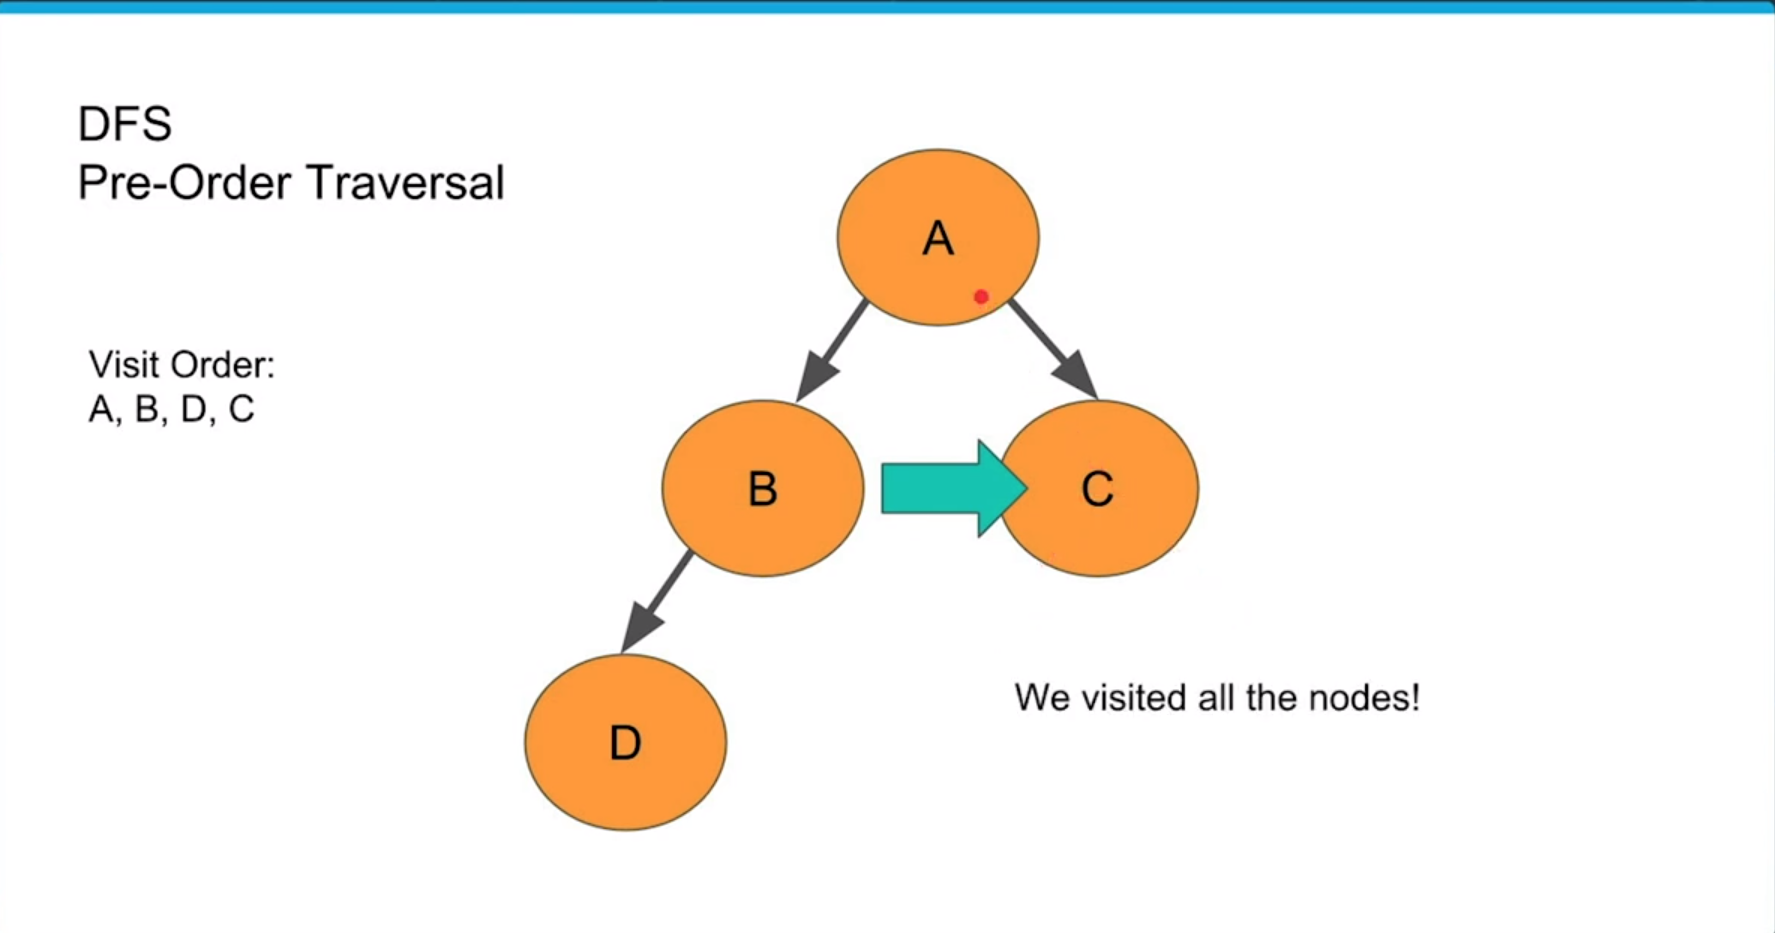 DFS
Pre-Order Traversal
Visit Order:
A, B, D, C
A
B
C
D
We visited all the nodes!